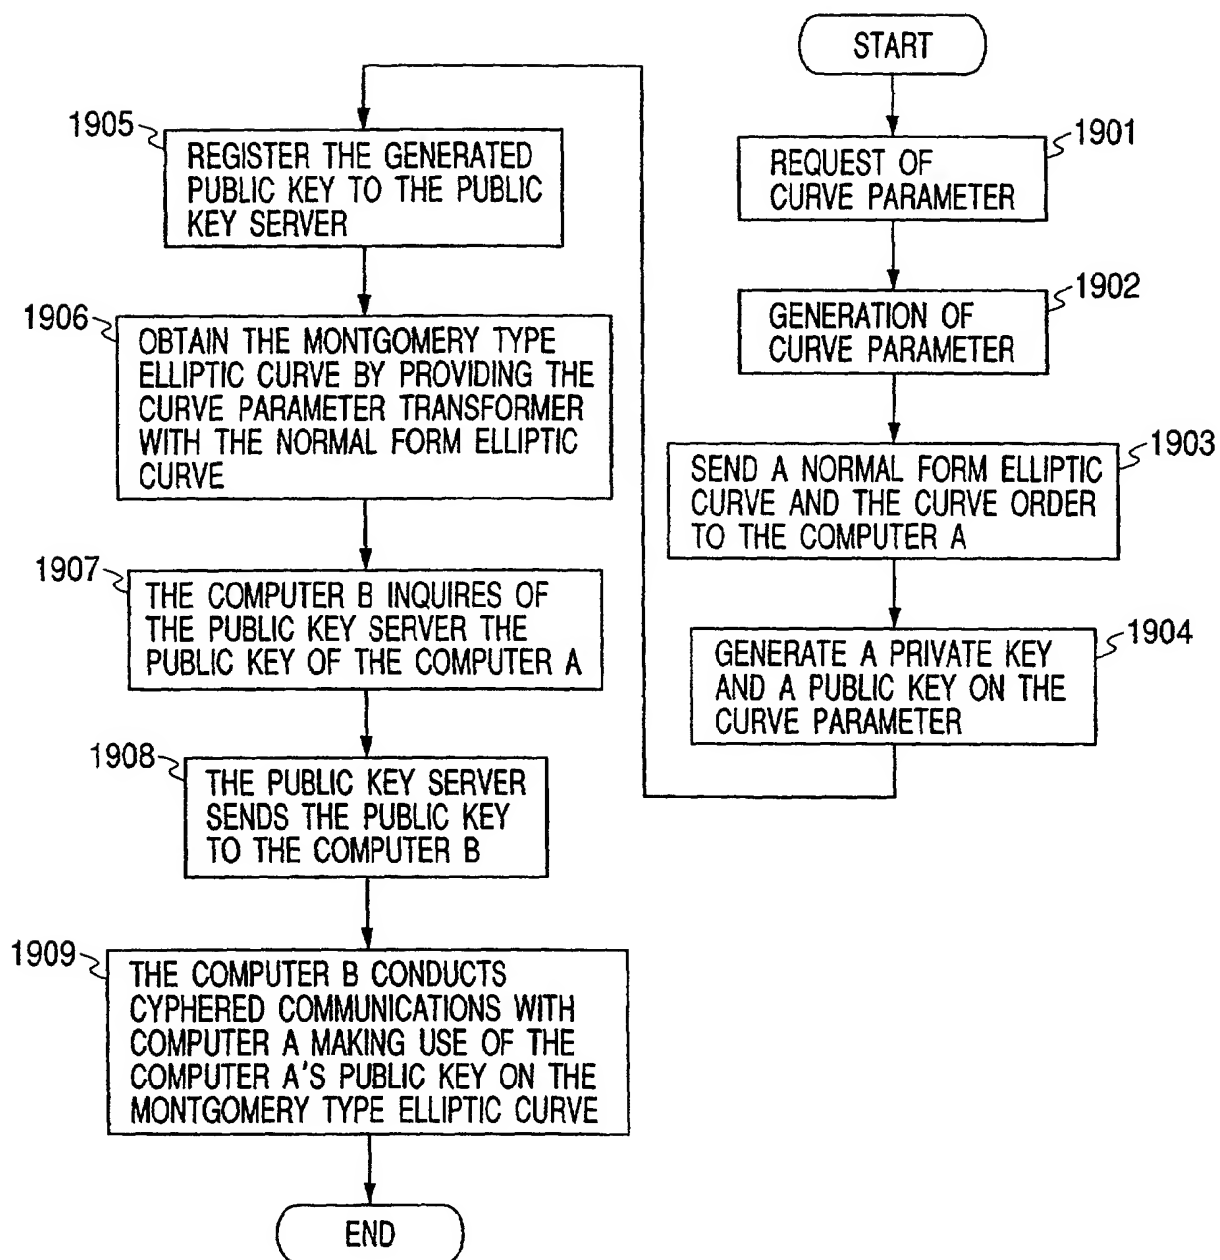 START
1901
REQUEST OF
CURVE PARAMETER
1902
GENERATION OF
CURVE PARAMETER
1903
SEND A NORMAL FORM ELLIPTIC
CURVE AND THE CURVE ORDER
TO THE COMPUTER A
1904
GENERATE A PRIVATE KEY
AND A PUBLIC KEY ON THE
CURVE PARAMETER
1905
REGISTER THE GENERATED
PUBLIC KEY TO THE PUBLIC
KEY SERVER
1906
OBTAIN THE MONTGOMERY TYPE
ELLIPTIC CURVE BY PROVIDING THE
CURVE PARAMETER TRANSFORMER
WITH THE NORMAL FORM ELLIPTIC
CURVE
1907
THE COMPUTER B INQUIRES OF
THE PUBLIC KEY SERVER THE
PUBLIC KEY OF THE COMPUTER A
1908
THE PUBLIC KEY SERVER
SENDS THE PUBLIC KEY
TO THE COMPUTER B
1909
THE COMPUTER B CONDUCTS
CYPHERED COMMUNICATIONS WITH
COMPUTER A MAKING USE OF THE
COMPUTER A'S PUBLIC KEY ON THE
MONTGOMERY TYPE ELLIPTIC CURVE
END